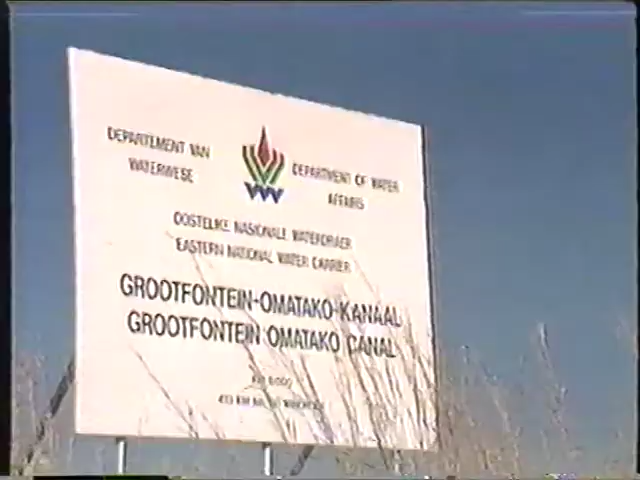 DEPARTEMENT VAN
WATERWESE
DEPARTMENT OF WATER
AFFAIRS
OOSTELIKE NASIONALE WATERDRAER
EASTERN NATIONAL WATER CARRIER
GROOTFONTEIN-OMATAKO-KANAAL
GROOTFONTEIN OMATAKO CANAL